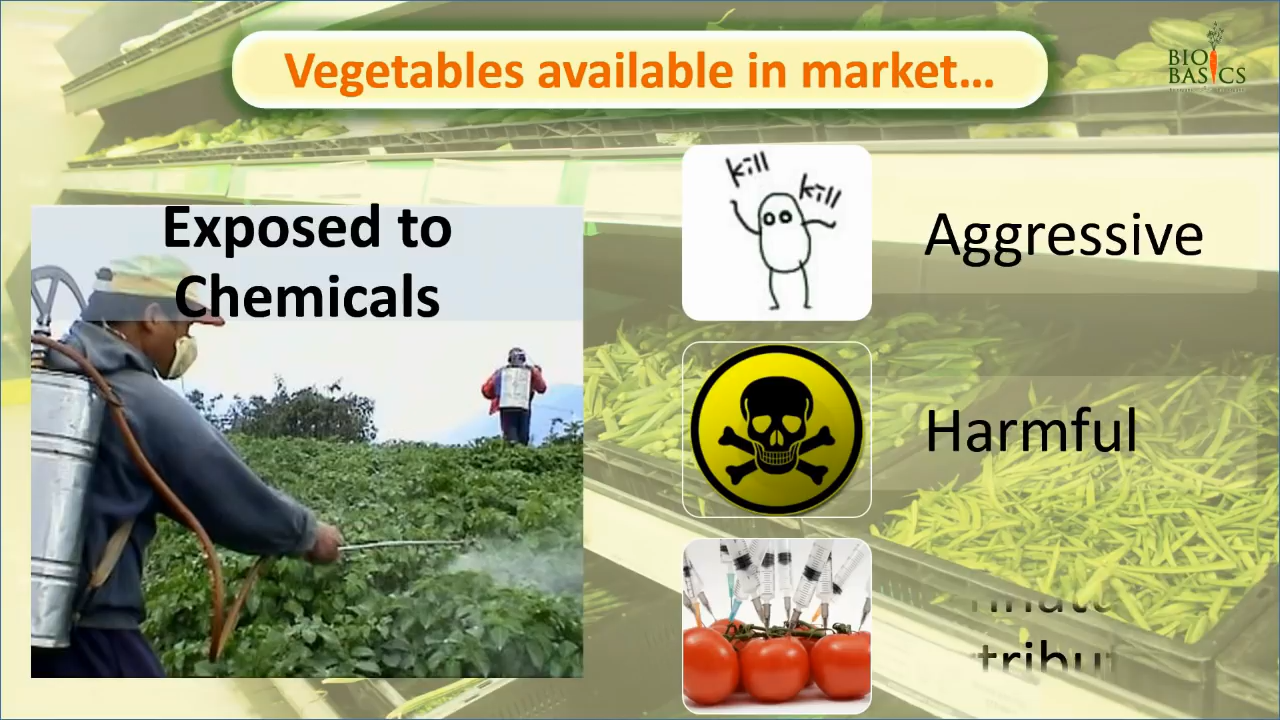 Vegetables available in market...
BIO
BASICS
Exposed to
Chemicals
kill
kill
Aggressive
Harmful